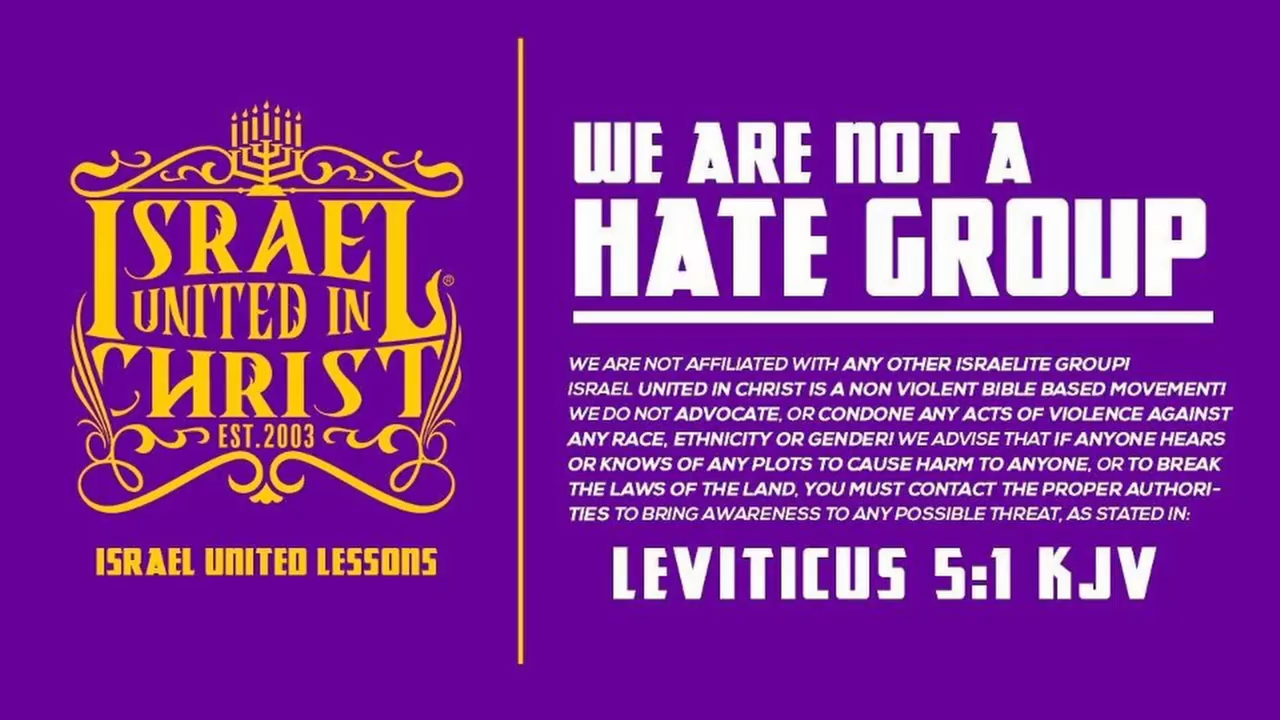 ISRAEL
UNITED IN
CHRIST
®
EST.2003
ISRAEL UNITED LESSONS
WE ARE NOT A
HATE GROUP
WE ARE NOT AFFILIATED WITH ANY OTHER ISRAELITE GROUP!
ISRAEL UNITED IN CHRIST IS A NON VIOLENT BIBLE BASED MOVEMENT!
WE DO NOT ADVOCATE, OR CONDONE ANY ACTS OF VIOLENCE AGAINST
ANY RACE, ETHNICITY OR GENDER! WE ADVISE THAT IF ANYONE HEARS
OR KNOWS OF ANY PLOTS TO CAUSE HARM TO ANYONE, OR TO BREAK
THE LAWS OF THE LAND, YOU MUST CONTACT THE PROPER AUTHORI-
TIES TO BRING AWARENESS TO ANY POSSIBLE THREAT, AS STATED IN:
LEVITICUS 5:1 KJV